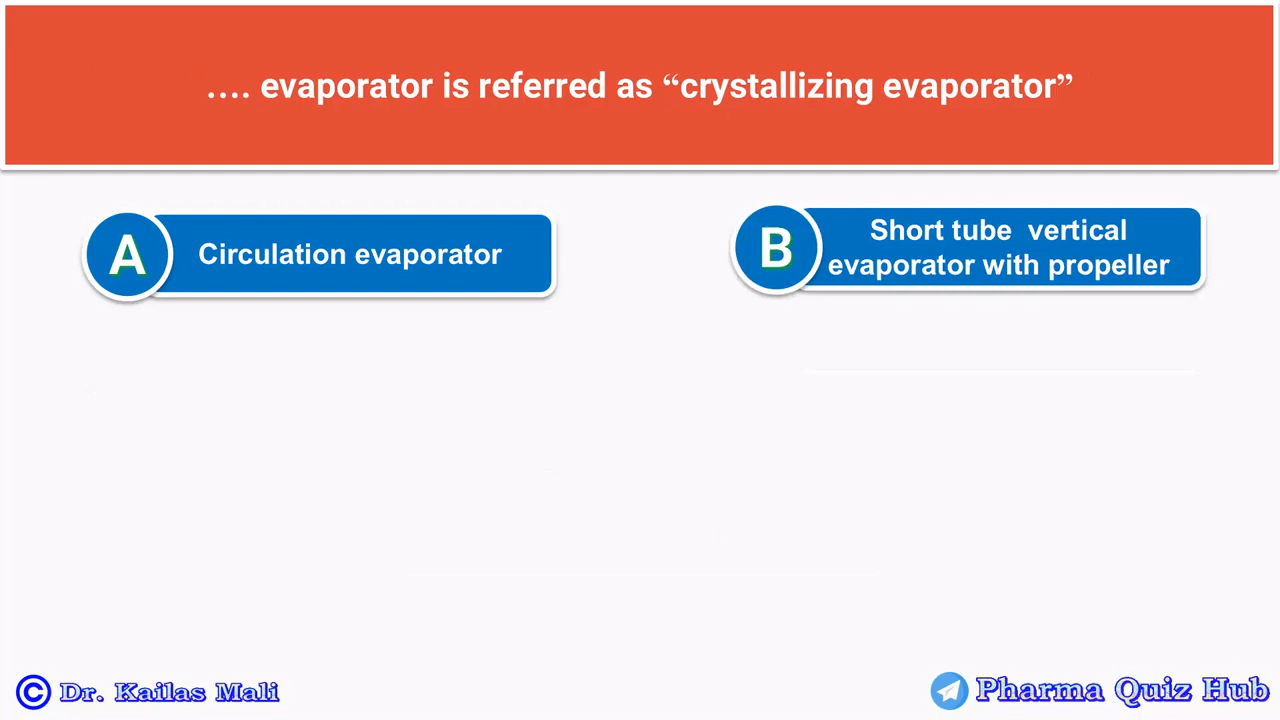 .... evaporator is referred as “crystallizing evaporator”
A
Circulation evaporator
B
Short tube vertical
evaporator with propeller
© Dr. Kailas Mali
Pharma Quiz Hub